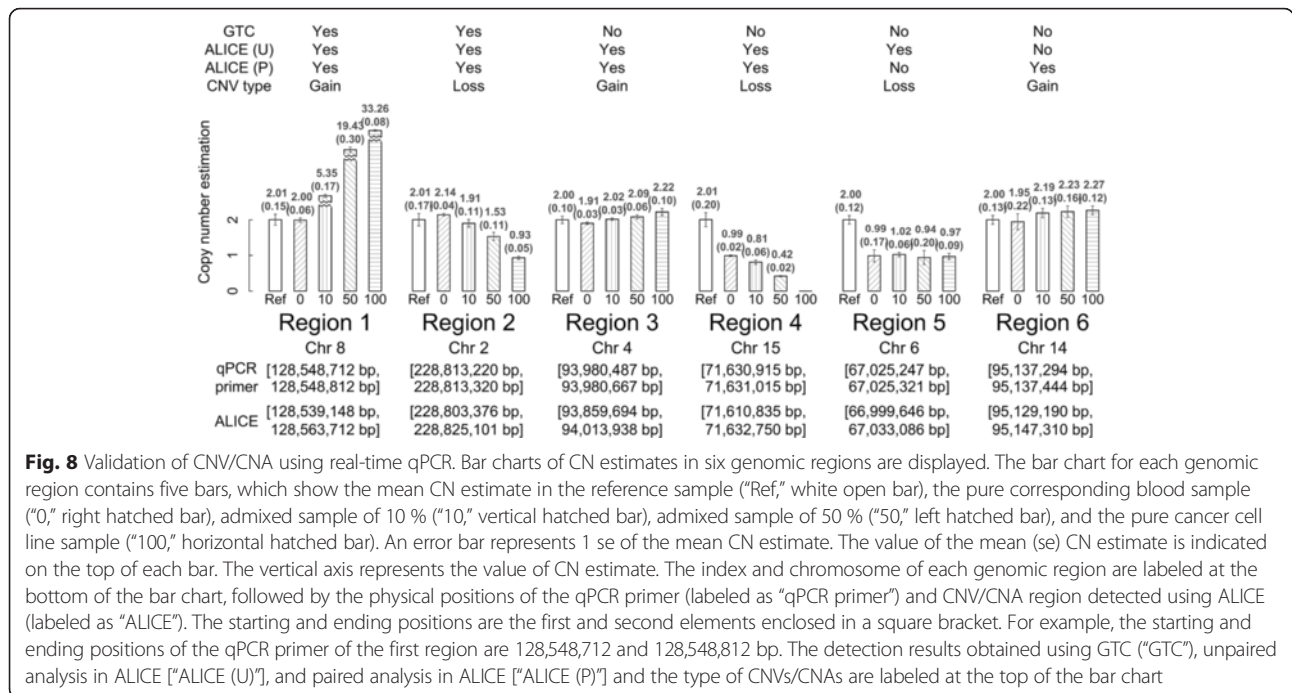 GTC Yes Yes No No No No
ALICE (U) Yes Yes Yes Yes Yes No
ALICE (P) Yes Yes Yes Yes No Yes
CNV type Gain Loss Gain Loss Loss Gain
Copy number estimation
2
1
0
2.01 (0.15) 2.00 (0.06) 5.35 (0.17) 19.43 (0.30) 33.26 (0.08)
2.01 (0.17) 2.14 (0.04) 1.91 (0.11) 1.53 (0.11) 0.93 (0.05)
2.00 (0.10) 1.91 (0.03) 2.02 (0.03) 2.09 (0.06) 2.22 (0.10)
2.01 (0.20) 0.99 (0.02) 0.81 (0.06) 0.42 (0.02)
2.00 (0.12) 0.99 (0.17) 1.02 (0.06) 0.94 (0.20) 0.97 (0.09)
2.00 (0.13) 1.95 (0.22) 2.19 (0.13) 2.23 (0.16) 2.27 (0.12)
Ref 0 10 50 100 Ref 0 10 50 100 Ref 0 10 50 100 Ref 0 10 50 100 Ref 0 10 50 100 Ref 0 10 50 100
Region 1 Region 2 Region 3 Region 4 Region 5 Region 6
Chr 8 Chr 2 Chr 4 Chr 15 Chr 6 Chr 14
qPCR [128,548,712 bp, [228,813,220 bp, [93,980,487 bp, [71,630,915 bp, [67,025,247 bp, [95,137,294 bp,
primer 128,548,812 bp] 228,813,320 bp] 93,980,667 bp] 71,631,015 bp] 67,025,321 bp] 95,137,444 bp]
ALICE [128,539,148 bp, [228,803,376 bp, [93,859,694 bp, [71,610,835 bp, [66,999,646 bp, [95,129,190 bp,
128,563,712 bp] 228,825,101 bp] 94,013,938 bp] 71,632,750 bp] 67,033,086 bp] 95,147,310 bp]
Fig. 8 Validation of CNV/CNA using real-time qPCR. Bar charts of CN estimates in six genomic regions are displayed. The bar chart for each genomic
region contains five bars, which show the mean CN estimate in the reference sample ("Ref," white open bar), the pure corresponding blood sample
("0," right hatched bar), admixed sample of 10 % ("10," vertical hatched bar), admixed sample of 50 % ("50," left hatched bar), and the pure cancer cell
line sample ("100," horizontal hatched bar). An error bar represents 1 se of the mean CN estimate. The value of the mean (se) CN estimate is indicated
on the top of each bar. The vertical axis represents the value of CN estimate. The index and chromosome of each genomic region are labeled at the
bottom of the bar chart, followed by the physical positions of the qPCR primer (labeled as "qPCR primer") and CNV/CNA region detected using ALICE
(labeled as "ALICE"). The starting and ending positions are the first and second elements enclosed in a square bracket. For example, the starting and
ending positions of the qPCR primer of the first region are 128,548,712 and 128,548,812 bp. The detection results obtained using GTC ("GTC"), unpaired
analysis in ALICE ["ALICE (U)"], and paired analysis in ALICE ["ALICE (P)"] and the type of CNVs/CNAs are labeled at the top of the bar chart